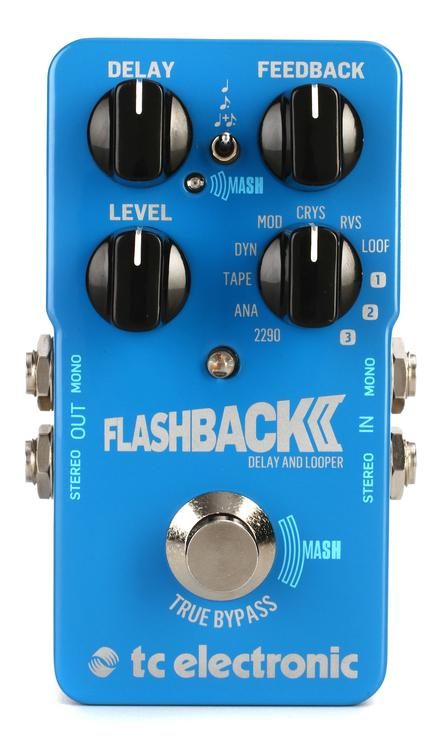 DELAY
FEEDBACK
MASH
LEVEL
MOD
CRYS
RVS
DYN
LOOP
TAPE
1
ANA
2
2290
3
STEREO OUT MONO
STEREO IN MONO
FLASHBACK
DELAY AND LOOPER
MASH
TRUE BYPASS
tc electronic